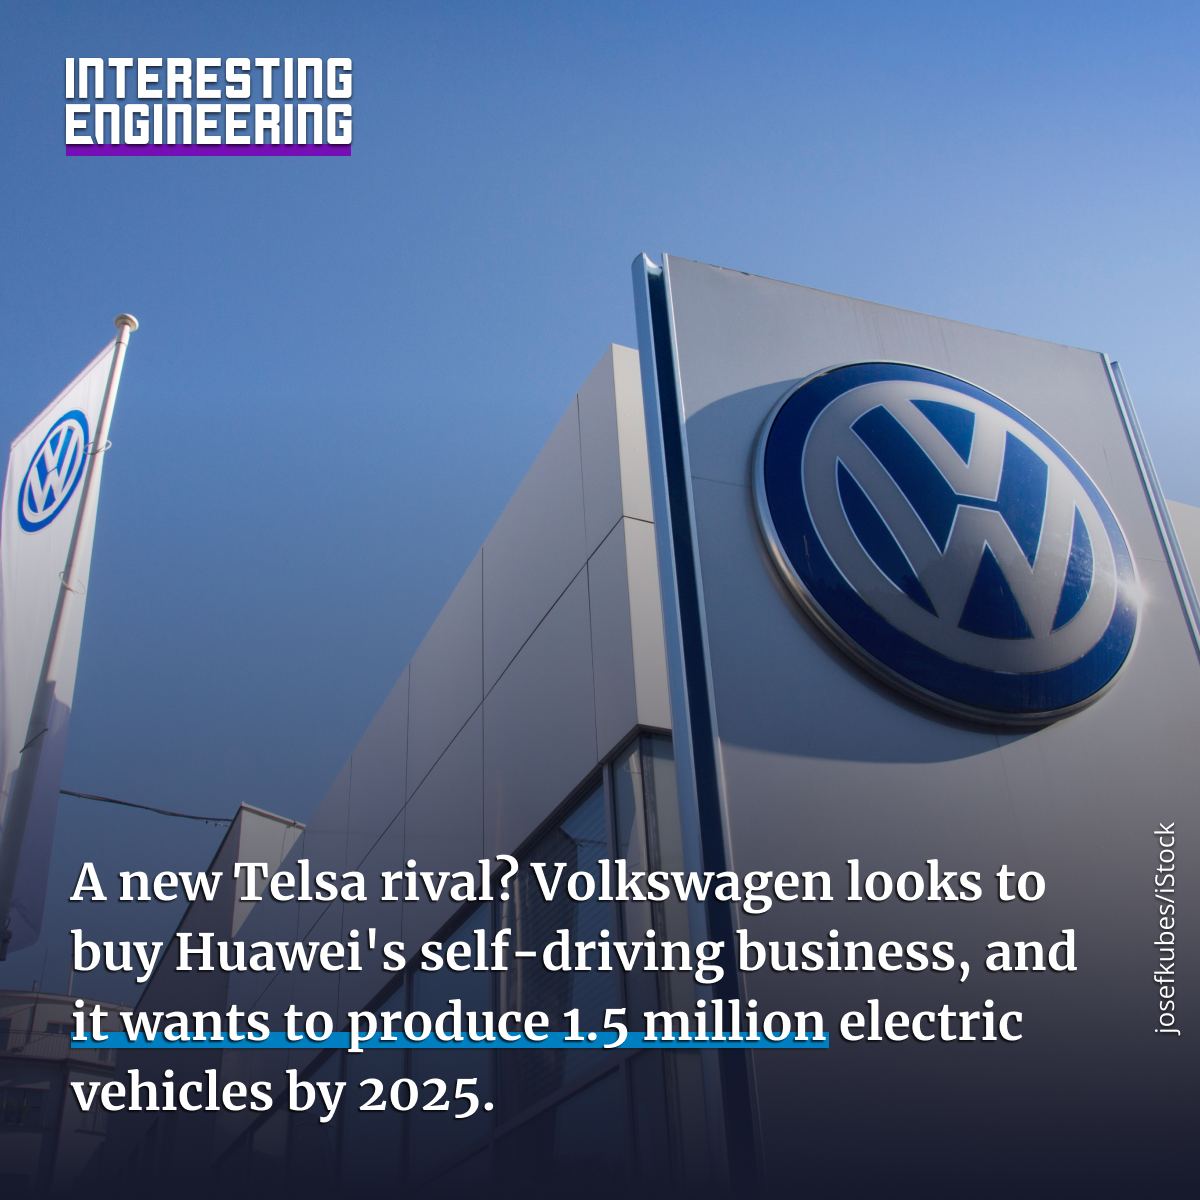 INTERESTING
ENGINEERING
A new Telsa rival? Volkswagen looks to
buy Huawei's self-driving business, and
it wants to produce 1.5 million electric
vehicles by 2025.
josefkubes/iStock